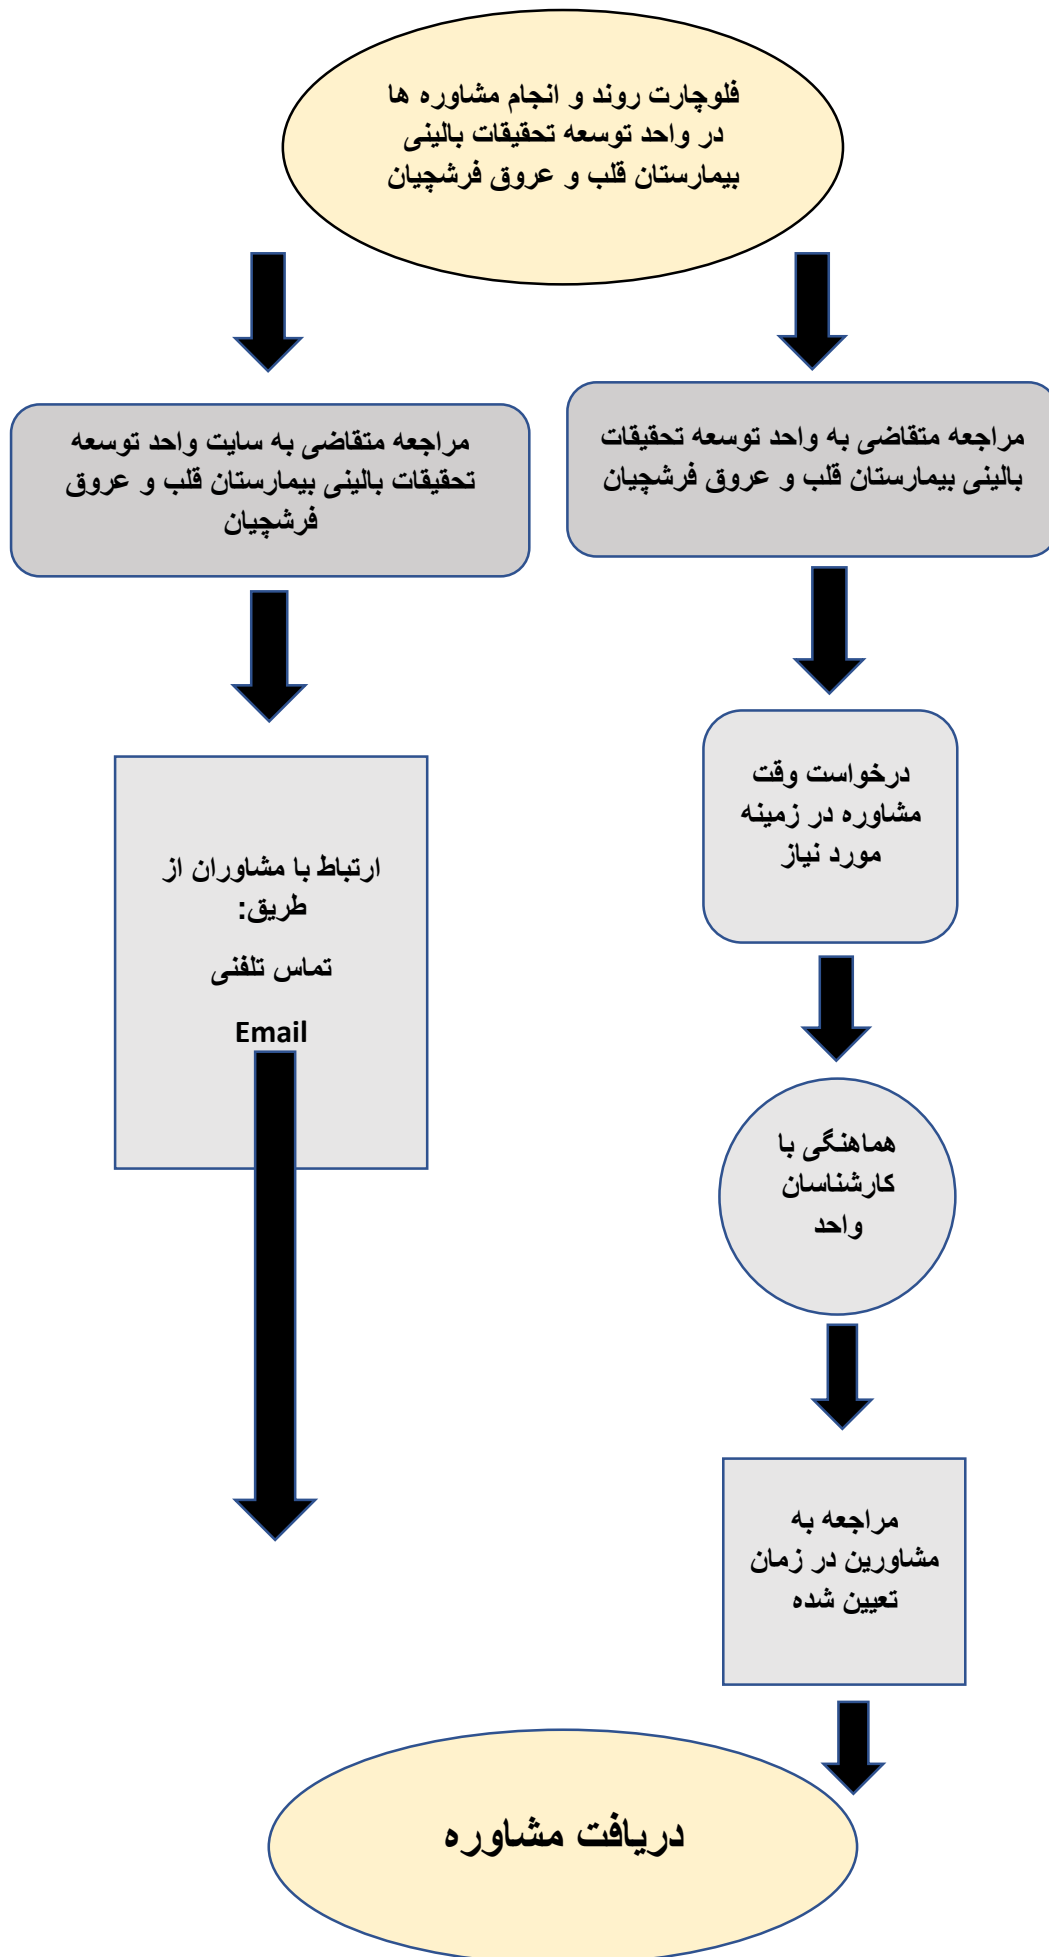 فلوچارت روند و انجام مشاوره ها
در واحد توسعه تحقیقات بالینی
بیمارستان قلب و عروق فرشچیان
مراجعه متقاضی به واحد توسعه تحقیقات
بالینی بیمارستان قلب و عروق فرشچیان
مراجعه متقاضی به سایت واحد توسعه
تحقیقات بالینی بیمارستان قلب و عروق
فرشچیان
درخواست وقت
مشاوره در زمینه
مورد نیاز
ارتباط با مشاوران از
طریق:
تماس تلفنی
Email
هماهنگی با
کارشناسان
واحد
مراجعه به
مشاورین در زمان
تعیین شده
دریافت مشاوره